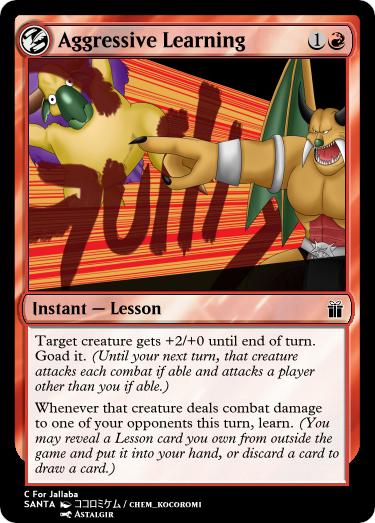 Aggressive Learning
1
Instant — Lesson
Target creature gets +2/+0 until end of turn.
Goad it. (Until your next turn, that creature
attacks each combat if able and attacks a player
other than you if able.)
Whenever that creature deals combat damage
to one of your opponents this turn, learn. (You
may reveal a Lesson card you own from outside the
game and put it into your hand, or discard a card to
draw a card.)
C For Jallaba
SANTA ココロミケム / CHEM_KOCOROMI
ASTALGIR